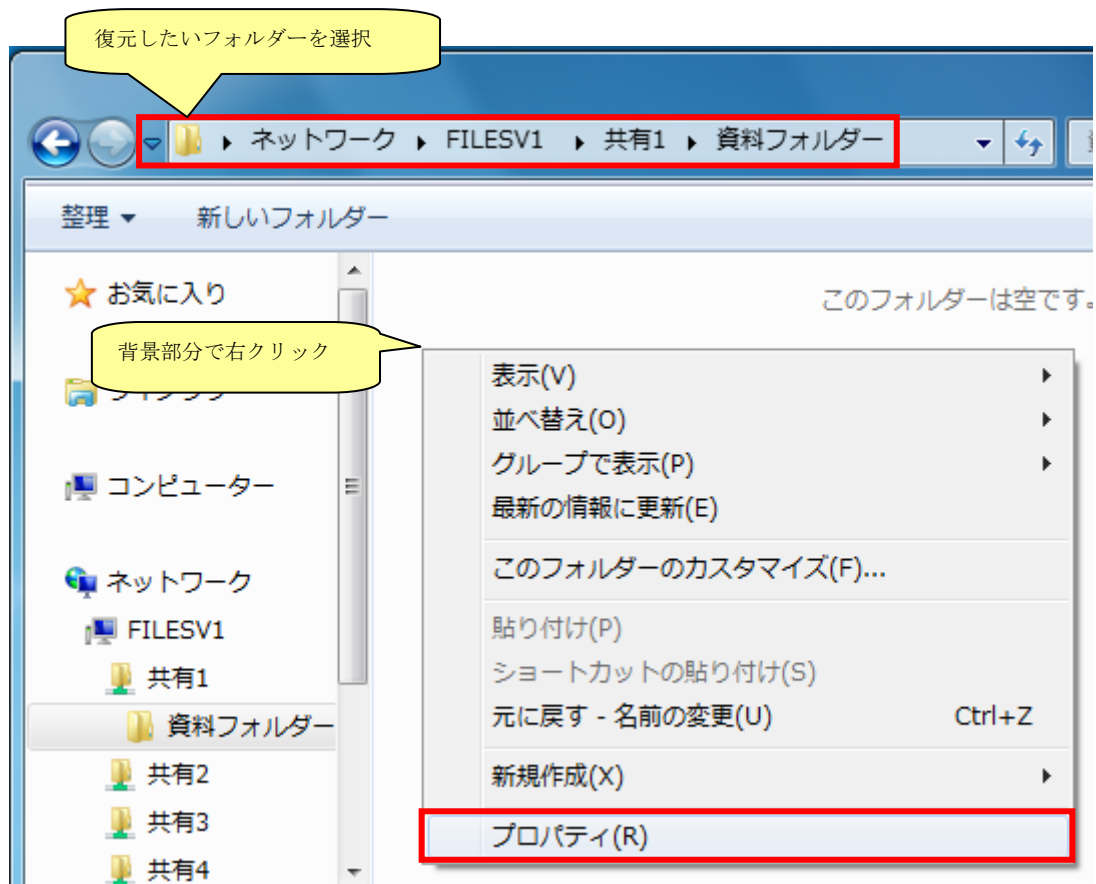 復元したいフォルダーを選択
ネットワーク FILESV1 共有1 資料フォルダー
整理 新しいフォルダー
お気に入り
このフォルダーは空です。
背景部分で右クリック
コンピューター
ネットワーク
FILESV1
共有1
資料フォルダー
共有2
共有3
共有4
表示(V)
並べ替え(O)
グループで表示(P)
最新の情報に更新(E)
このフォルダーのカスタマイズ(F)...
貼り付け(P)
ショートカットの貼り付け(S)
元に戻す - 名前の変更(U) Ctrl+Z
新規作成(X)
プロパティ(R)